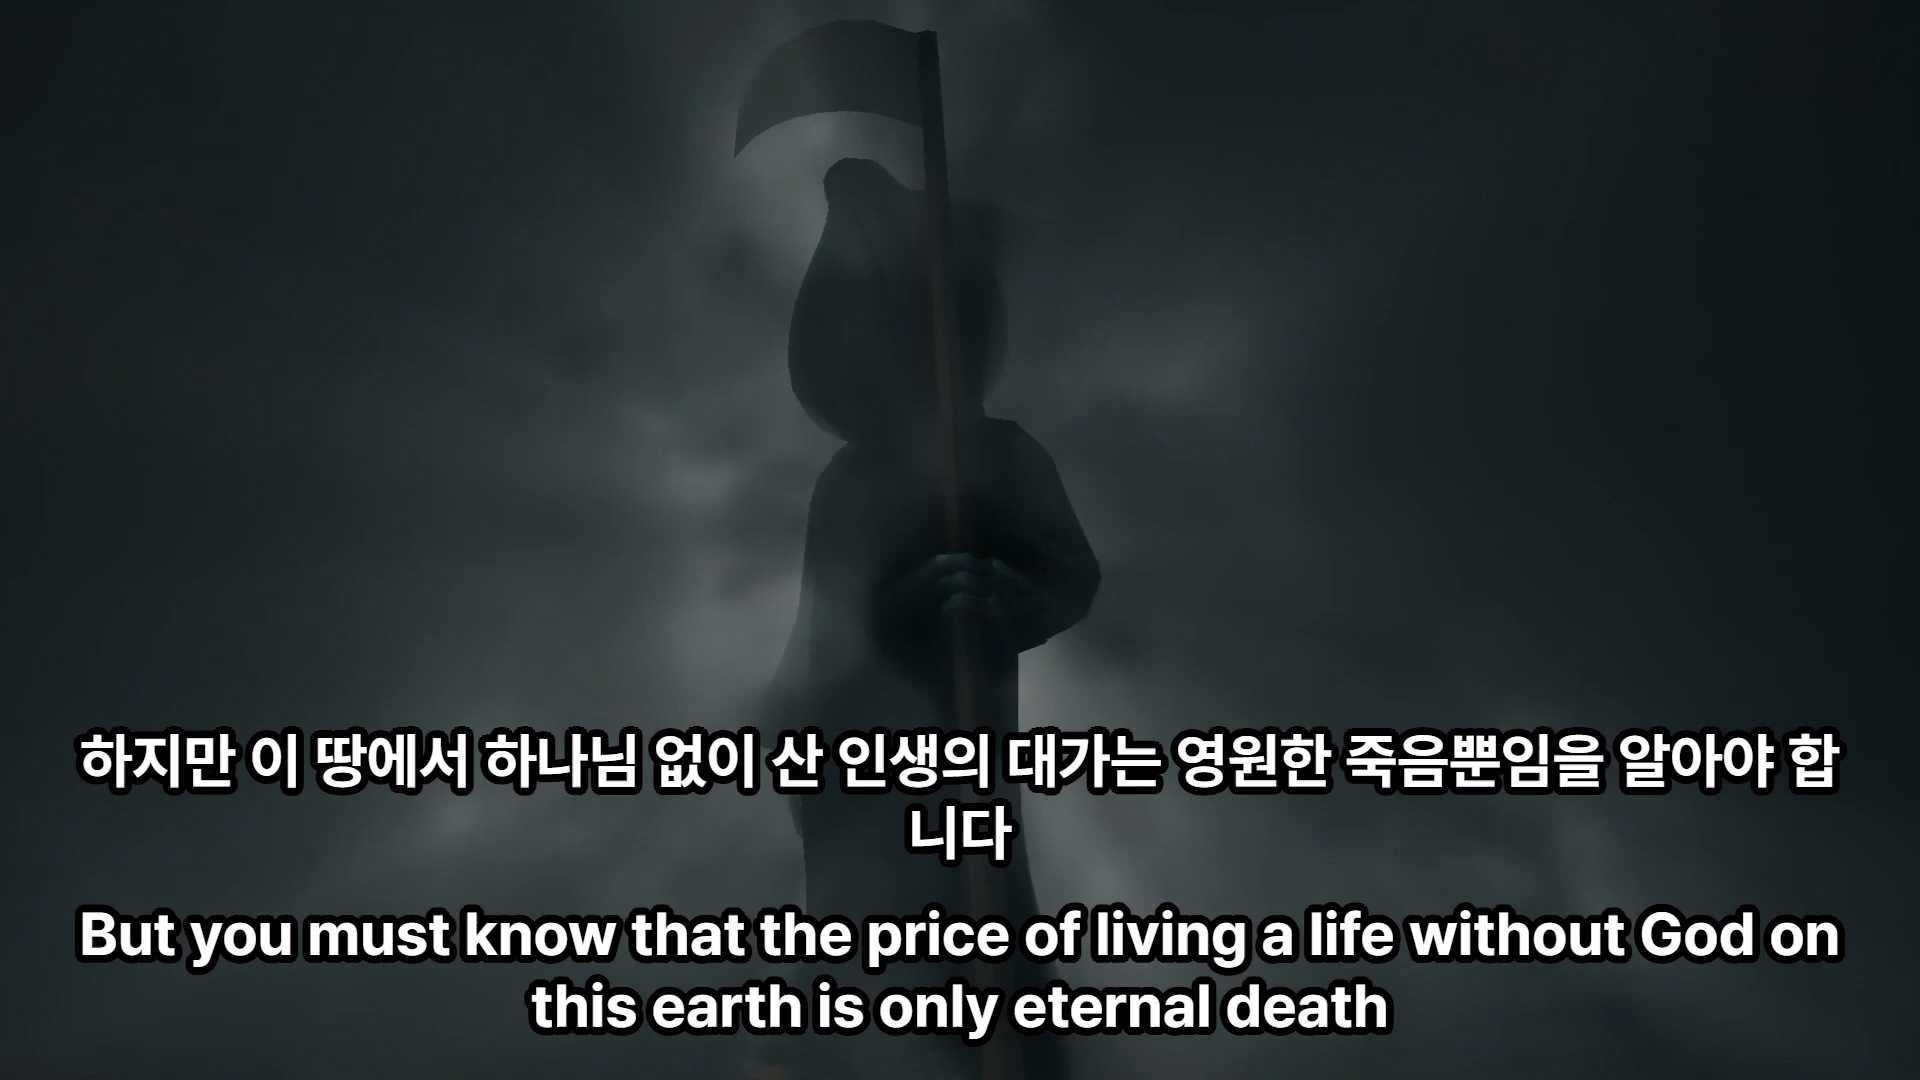 하지만 이 땅에서 하나님 없이 산 인생의 대가는 영원한 죽음뿐임을 알아야 합
니다
But you must know that the price of living a life without God on
this earth is only eternal death